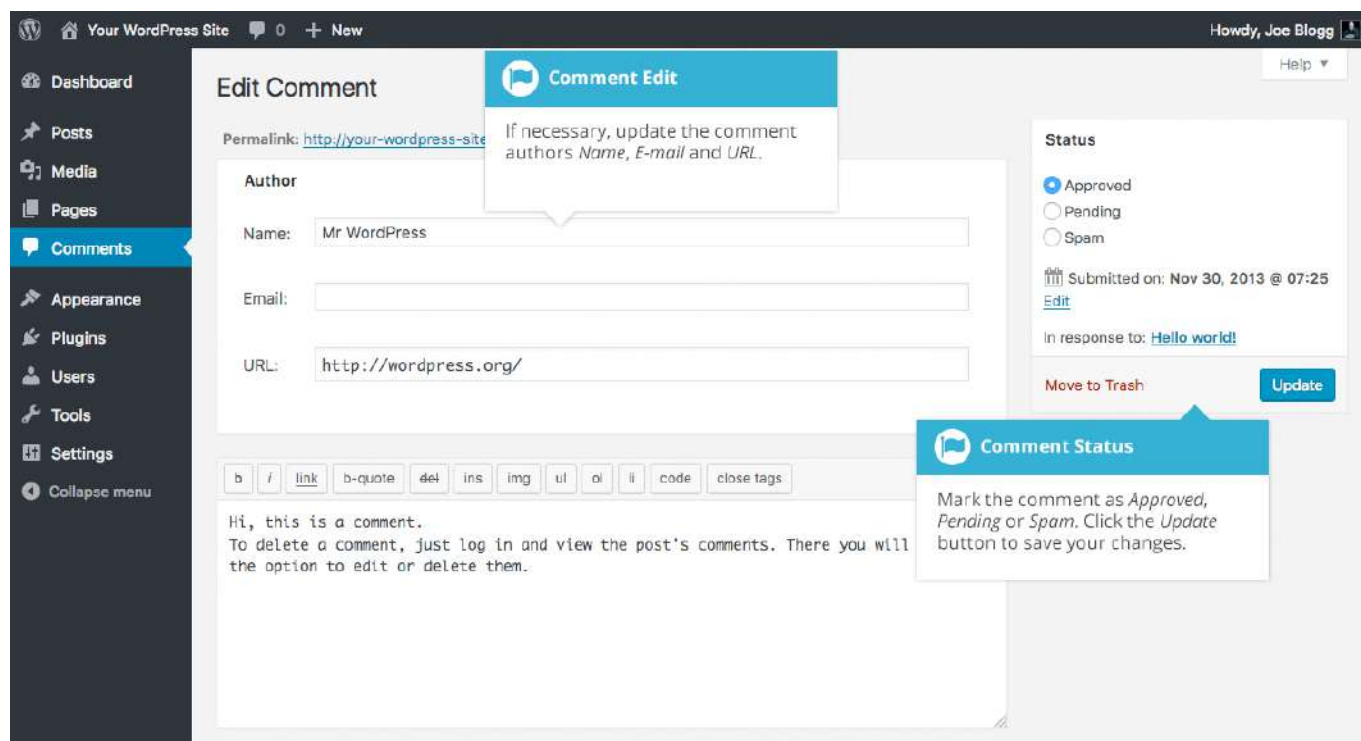 Your WordPress Site 0 + New Howdy, Joe Blogg
Help ▼
Dashboard
Posts
Media
Pages
Comments
Appearance
Plugins
Users
Tools
Settings
Collapse menu
Edit Comment
Permalink: http://your-wordpress-site
Comment Edit
If necessary, update the comment
authors Name, E-mail and URL.
Author
Name: Mr WordPress
Email:
URL: http://wordpress.org/
b i link b-quote del ins img ul ol li code close tags
Hi, this is a comment.
To delete a comment, just log in and view the post's comments. There you will
the option to edit or delete them.
Status
Approved
Pending
Spam
Submitted on: Nov 30, 2013 @ 07:25
Edit
In response to: Hello world!
Move to Trash Update
Comment Status
Mark the comment as Approved,
Pending or Spam. Click the Update
button to save your changes.